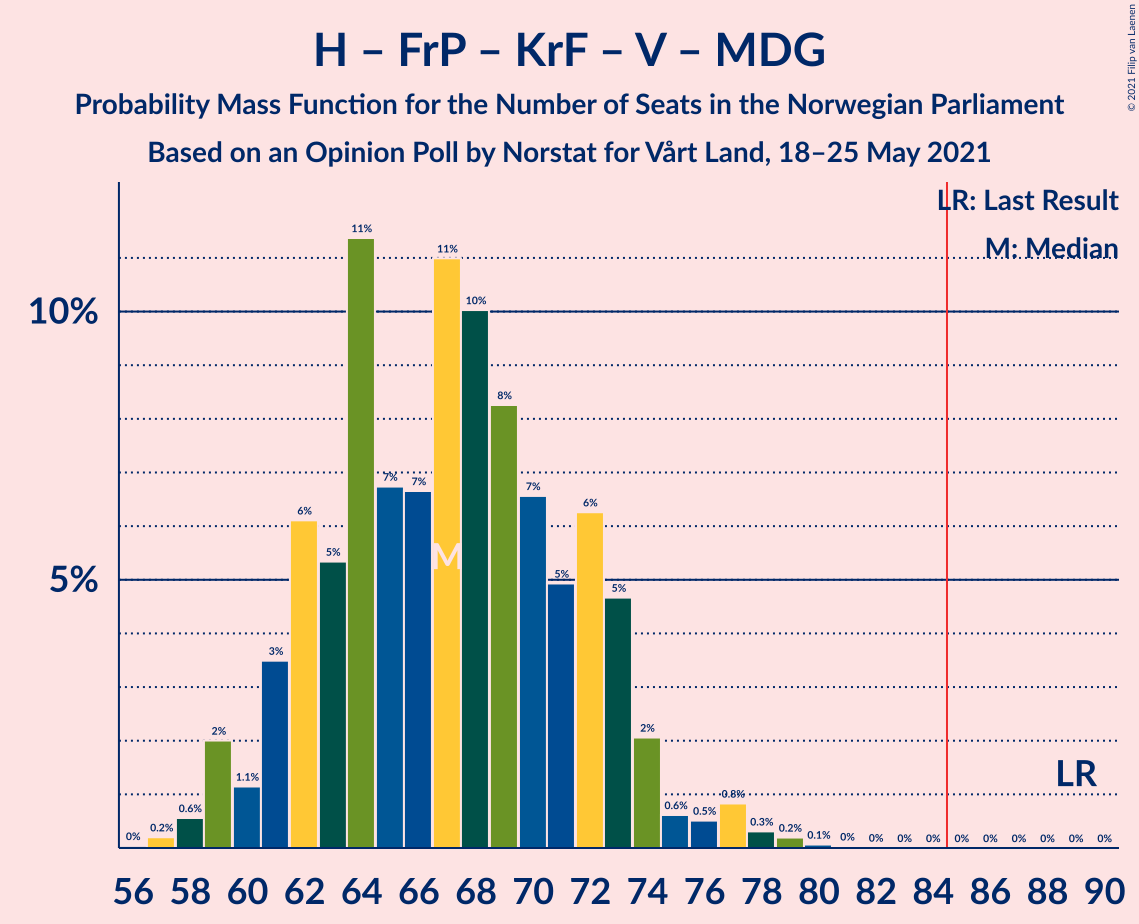 H – FrP – KrF – V – MDG
Probability Mass Function for the Number of Seats in the Norwegian Parliament
Based on an Opinion Poll by Norstat for Vårt Land, 18–25 May 2021
© 2021 Filip van Laenen
LR: Last Result
M: Median
10%
5%
0% 0.2% 0.6% 2% 1.1% 3% 6% 5% 11% 7% 7% 11% 10% 8% 7% 5% 6% 5% 2% 0.6% 0.5% 0.8% 0.3% 0.2% 0.1% 0% 0% 0% 0% 0% 0% 0% 0% 0% 0%
M
LR
56 58 60 62 64 66 68 70 72 74 76 78 80 82 84 86 88 90